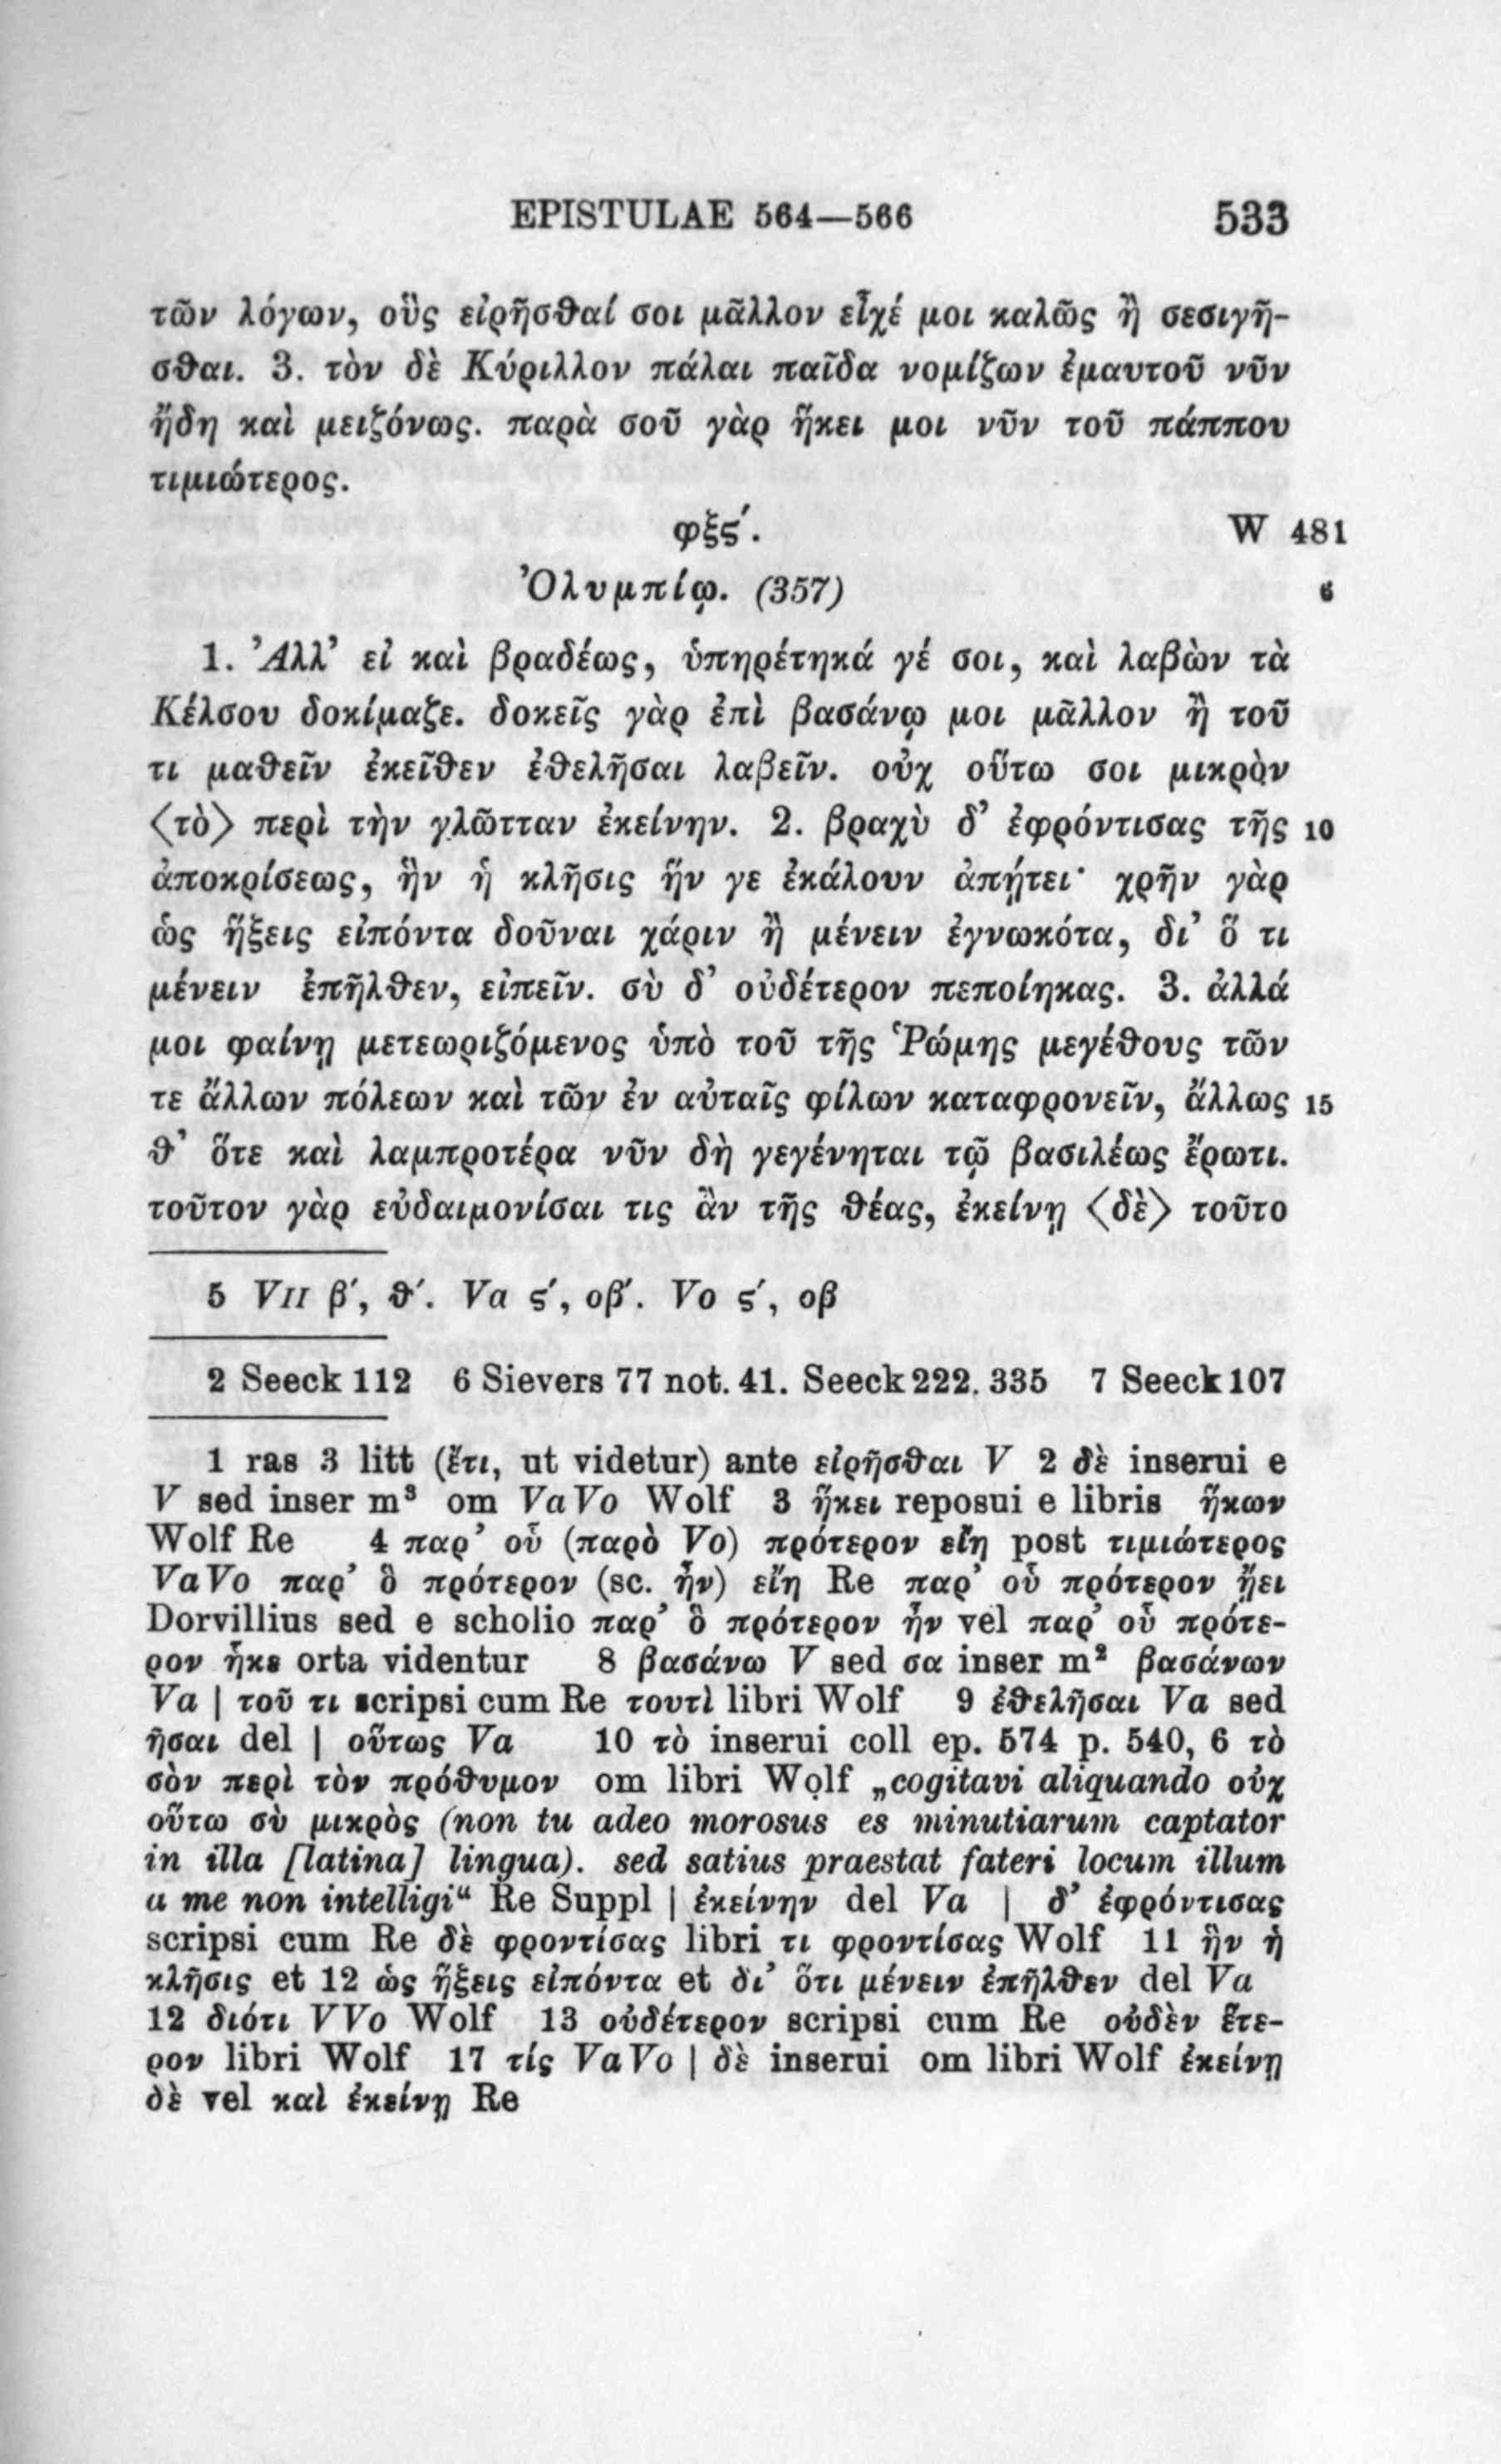 EPISTULAE 564—566 533
τῶν λόγων, οὓς εἰρῆσθαί σοι μᾶλλον εἶχέ μοι καλῶς ἢ σεσιγῆ-
σθαι. 3. τὸν δὲ Κύριλλον πάλαι παῖδα νομίζων ἐμαυτοῦ νῦν
ἤδη καὶ μειζόνως. παρὰ σοῦ γὰρ ἥκει μοι νῦν τοῦ πάππου
τιμιώτερος.
φξϛ΄. W 481
Ὀλυμπίῳ. (357) 6
1. Ἀλλ’ εἰ καὶ βραδέως, ὑπηρέτηκά γέ σοι, καὶ λαβὼν τὰ
Κέλσου δοκίμαζε. δοκεῖς γὰρ ἐπὶ βασάνῳ μοι μᾶλλον ἢ τοῦ
τι μαθεῖν ἐκεῖθεν ἐθελῆσαι λαβεῖν. οὐχ οὕτω σοι μικρὸν
⟨τὸ⟩ περὶ τὴν γλῶτταν ἐκείνην. 2. βραχὺ δ’ ἐφρόντισας τῆς 10
ἀποκρίσεως, ἣν ἡ κλῆσις ἥν γε ἐκάλουν ἀπῄτει· χρῆν γὰρ
ὡς ἥξεις εἰπόντα δοῦναι χάριν ἢ μένειν ἐγνωκότα, δι’ ὅ τι
μένειν ἐπῆλθεν, εἰπεῖν. σὺ δ’ οὐδέτερον πεποίηκας. 3. ἀλλά
μοι φαίνῃ μετεωριζόμενος ὑπὸ τοῦ τῆς Ῥώμης μεγέθους τῶν
τε ἄλλων πόλεων καὶ τῶν ἐν αὐταῖς φίλων καταφρονεῖν, ἄλλως 15
θ’ ὅτε καὶ λαμπροτέρα νῦν δὴ γεγένηται τῷ βασιλέως ἔρωτι.
τοῦτον γὰρ εὐδαιμονίσαι τις ἂν τῆς θέας, ἐκείνῃ ⟨δὲ⟩ τοῦτο
5 VII β΄, θ΄. Va ϛ΄, οβ΄. Vo ϛ΄, οβ
2 Seeck 112 6 Sievers 77 not. 41. Seeck 222. 335 7 Seeck 107
1 ras 3 litt (ἔτι, ut videtur) ante εἰρῆσθαι V 2 δὲ inserui e
V sed inser m³ om Va Vo Wolf 3 ἥκει reposui e libris ἥκων
Wolf Re 4 παρ’ οὗ (παρὸ Vo) πρότερον εἴη post τιμιώτερος
Va Vo παρ’ ὃ πρότερον (sc. ἦν) εἴη Re παρ’ οὗ πρότερον ᾔει
Dorvillius sed e scholio παρ’ ὃ πρότερον ἦν vel παρ’ οὗ πρότε-
ρον ἧκε orta videntur 8 βασάνω V sed σα inser m² βασάνων
Va | τοῦ τι scripsi cum Re τουτὶ libri Wolf 9 ἐθελῆσαι Va sed
ῆσαι del | οὕτως Va 10 τὸ inserui coll ep. 574 p. 540, 6 τὸ
σὸν περὶ τὸν πρόθυμον om libri Wolf „cogitavi aliquando οὐχ
οὕτω σὺ μικρὸς (non tu adeo morosus es minutiarum captator
in illa [latina] lingua). sed satius praestat fateri locum illum
a me non intelligi“ Re Suppl | ἐκείνην del Va | δ’ ἐφρόντισας
scripsi cum Re δὲ φροντίσας libri τι φροντίσας Wolf 11 ἣν ἡ
κλῆσις et 12 ὡς ἥξεις εἰπόντα et δι’ ὅτι μένειν ἐπῆλθεν del Va
12 διότι V Vo Wolf 13 οὐδέτερον scripsi cum Re οὐδὲν ἕτε-
ρον libri Wolf 17 τίς Va Vo | δὲ inserui om libri Wolf ἐκείνῃ
δὲ vel καὶ ἐκείνῃ Re